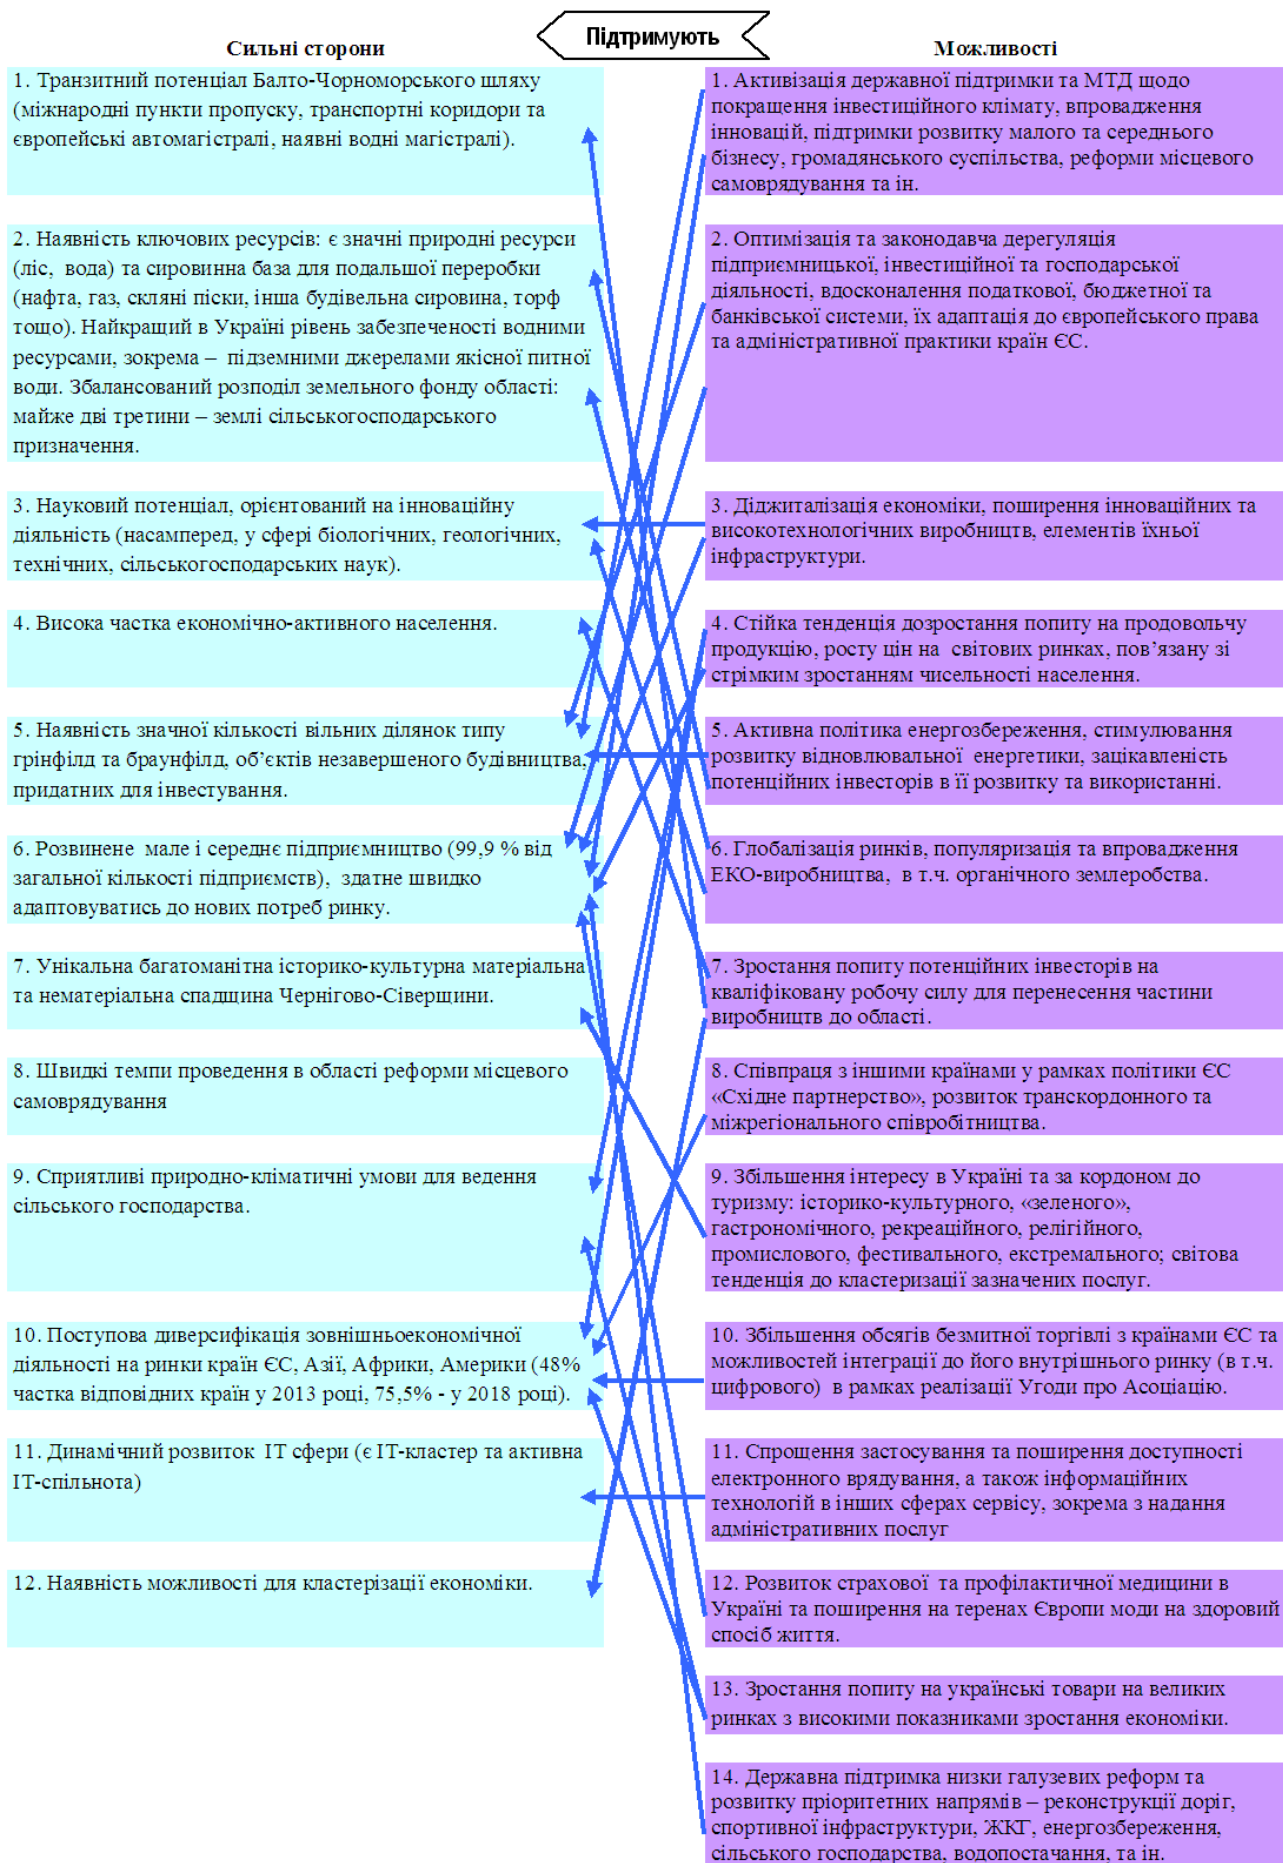 Підтримують
Сильні сторони
Можливості
1. Транзитний потенціал Балто-Чорноморського шляху
(міжнародні пункти пропуску, транспортні коридори та
європейські автомагістралі, наявні водні магістралі).
2. Наявність ключових ресурсів: є значні природні ресурси
(ліс, вода) та сировинна база для подальшої переробки
(нафта, газ, скляні піски, інша будівельна сировина, торф
тощо). Найкращий в Україні рівень забезпеченості водними
ресурсами, зокрема – підземними джерелами якісної питної
води. Збалансований розподіл земельного фонду області:
майже дві третини – землі сільськогосподарського
призначення.
3. Науковий потенціал, орієнтований на інноваційну
діяльність (насамперед, у сфері біологічних, геологічних,
технічних, сільськогосподарських наук).
4. Висока частка економічно-активного населення.
5. Наявність значної кількості вільних ділянок типу
грінфілд та браунфілд, об’єктів незавершеного будівництва,
придатних для інвестування.
6. Розвинене мале і середнє підприємництво (99,9 % від
загальної кількості підприємств), здатне швидко
адаптовуватись до нових потреб ринку.
7. Унікальна багатоманітна історико-культурна матеріальна
та нематеріальна спадщина Чернігово-Сіверщини.
8. Швидкі темпи проведення в області реформи місцевого
самоврядування
9. Сприятливі природно-кліматичні умови для ведення
сільського господарства.
10. Поступова диверсифікація зовнішньоекономічної
діяльності на ринки країн ЄС, Азії, Африки, Америки (48%
частка відповідних країн у 2013 році, 75,5% - у 2018 році).
11. Динамічний розвиток ІТ сфери (є ІТ-кластер та активна
ІТ-спільнота)
12. Наявність можливості для кластерізації економіки.
1. Активізація державної підтримки та МТД щодо
покращення інвестиційного клімату, впровадження
інновацій, підтримки розвитку малого та середнього
бізнесу, громадянського суспільства, реформи місцевого
самоврядування та ін.
2. Оптимізація та законодавча дерегуляція
підприємницької, інвестиційної та господарської
діяльності, вдосконалення податкової, бюджетної та
банківської системи, їх адаптація до європейського права
та адміністративної практики країн ЄС.
3. Діджиталізація економіки, поширення інноваційних та
високотехнологічних виробництв, елементів їхньої
інфраструктури.
4. Стійка тенденція дозростання попиту на продовольчу
продукцію, росту цін на світових ринках, пов’язану зі
стрімким зростанням чисельності населення.
5. Активна політика енергозбереження, стимулювання
розвитку відновлювальної енергетики, зацікавленість
потенційних інвесторів в її розвитку та використанні.
6. Глобалізація ринків, популяризація та впровадження
ЕКО-виробництва, в т.ч. органічного землеробства.
7. Зростання попиту потенційних інвесторів на
кваліфіковану робочу силу для перенесення частини
виробництв до області.
8. Співпраця з іншими країнами у рамках політики ЄС
«Східне партнерство», розвиток транскордонного та
міжрегіонального співробітництва.
9. Збільшення інтересу в Україні та за кордоном до
туризму: історико-культурного, «зеленого»,
гастрономічного, рекреаційного, релігійного,
промислового, фестивального, екстремального; світова
тенденція до кластеризації зазначених послуг.
10. Збільшення обсягів безмитної торгівлі з країнами ЄС та
можливостей інтеграції до його внутрішнього ринку (в т.ч.
цифрового) в рамках реалізації Угоди про Асоціацію.
11. Спрощення застосування та поширення доступності
електронного врядування, а також інформаційних
технологій в інших сферах сервісу, зокрема з надання
адміністративних послуг
12. Розвиток страхової та профілактичної медицини в
Україні та поширення на теренах Європи моди на здоровий
спосіб життя.
13. Зростання попиту на українські товари на великих
ринках з високими показниками зростання економіки.
14. Державна підтримка низки галузевих реформ та
розвитку пріоритетних напрямів – реконструкції доріг,
спортивної інфраструктури, ЖКГ, енергозбереження,
сільського господарства, водопостачання, та ін.